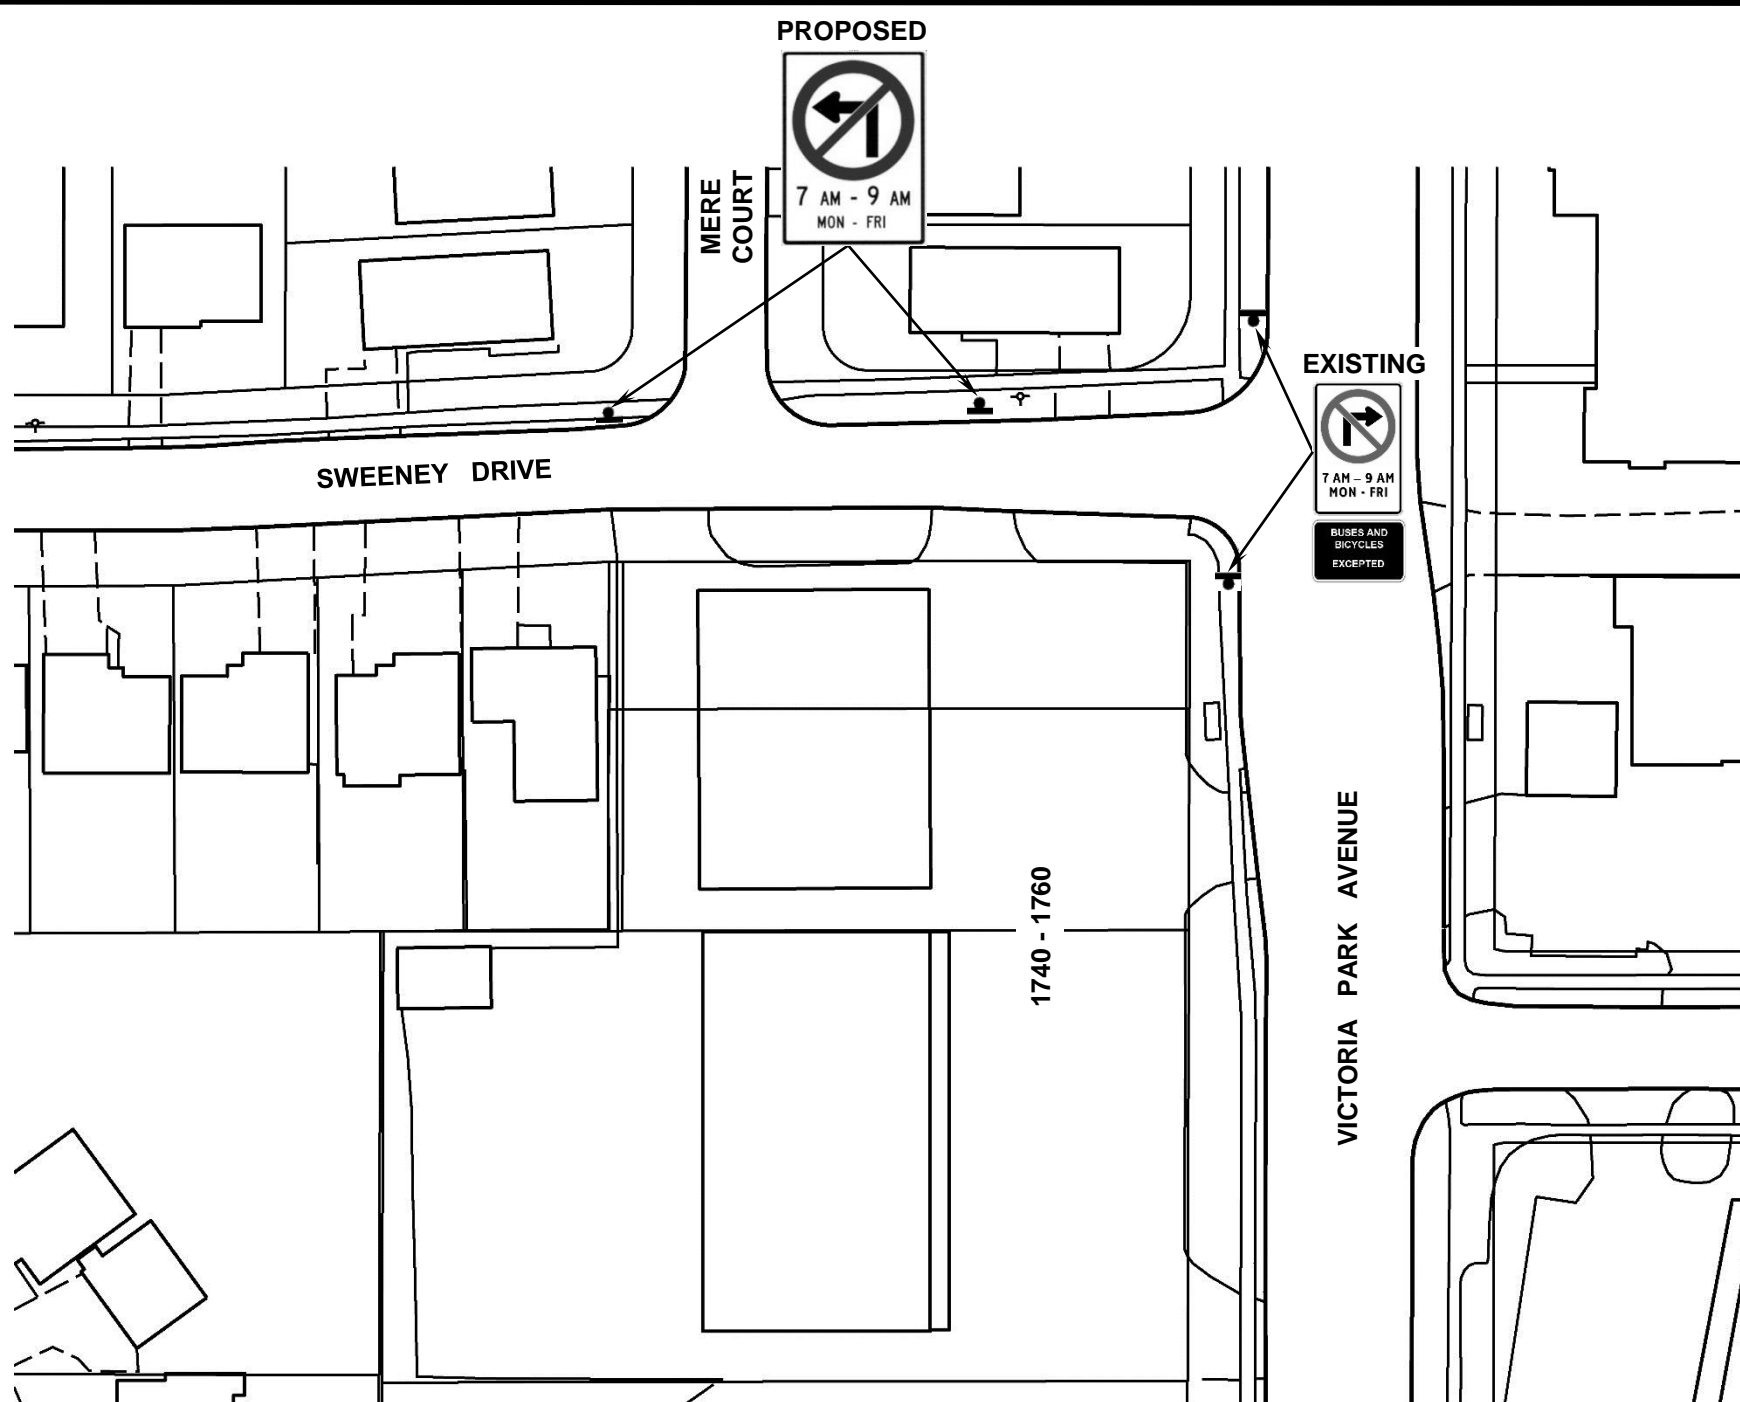 PROPOSED
7 AM - 9 AM
MON - FRI
MERE
COURT
EXISTING
7 AM – 9 AM
MON - FRI
BUSES AND
BICYCLES
EXCEPTED
SWEENEY DRIVE
1740 - 1760
VICTORIA PARK AVENUE